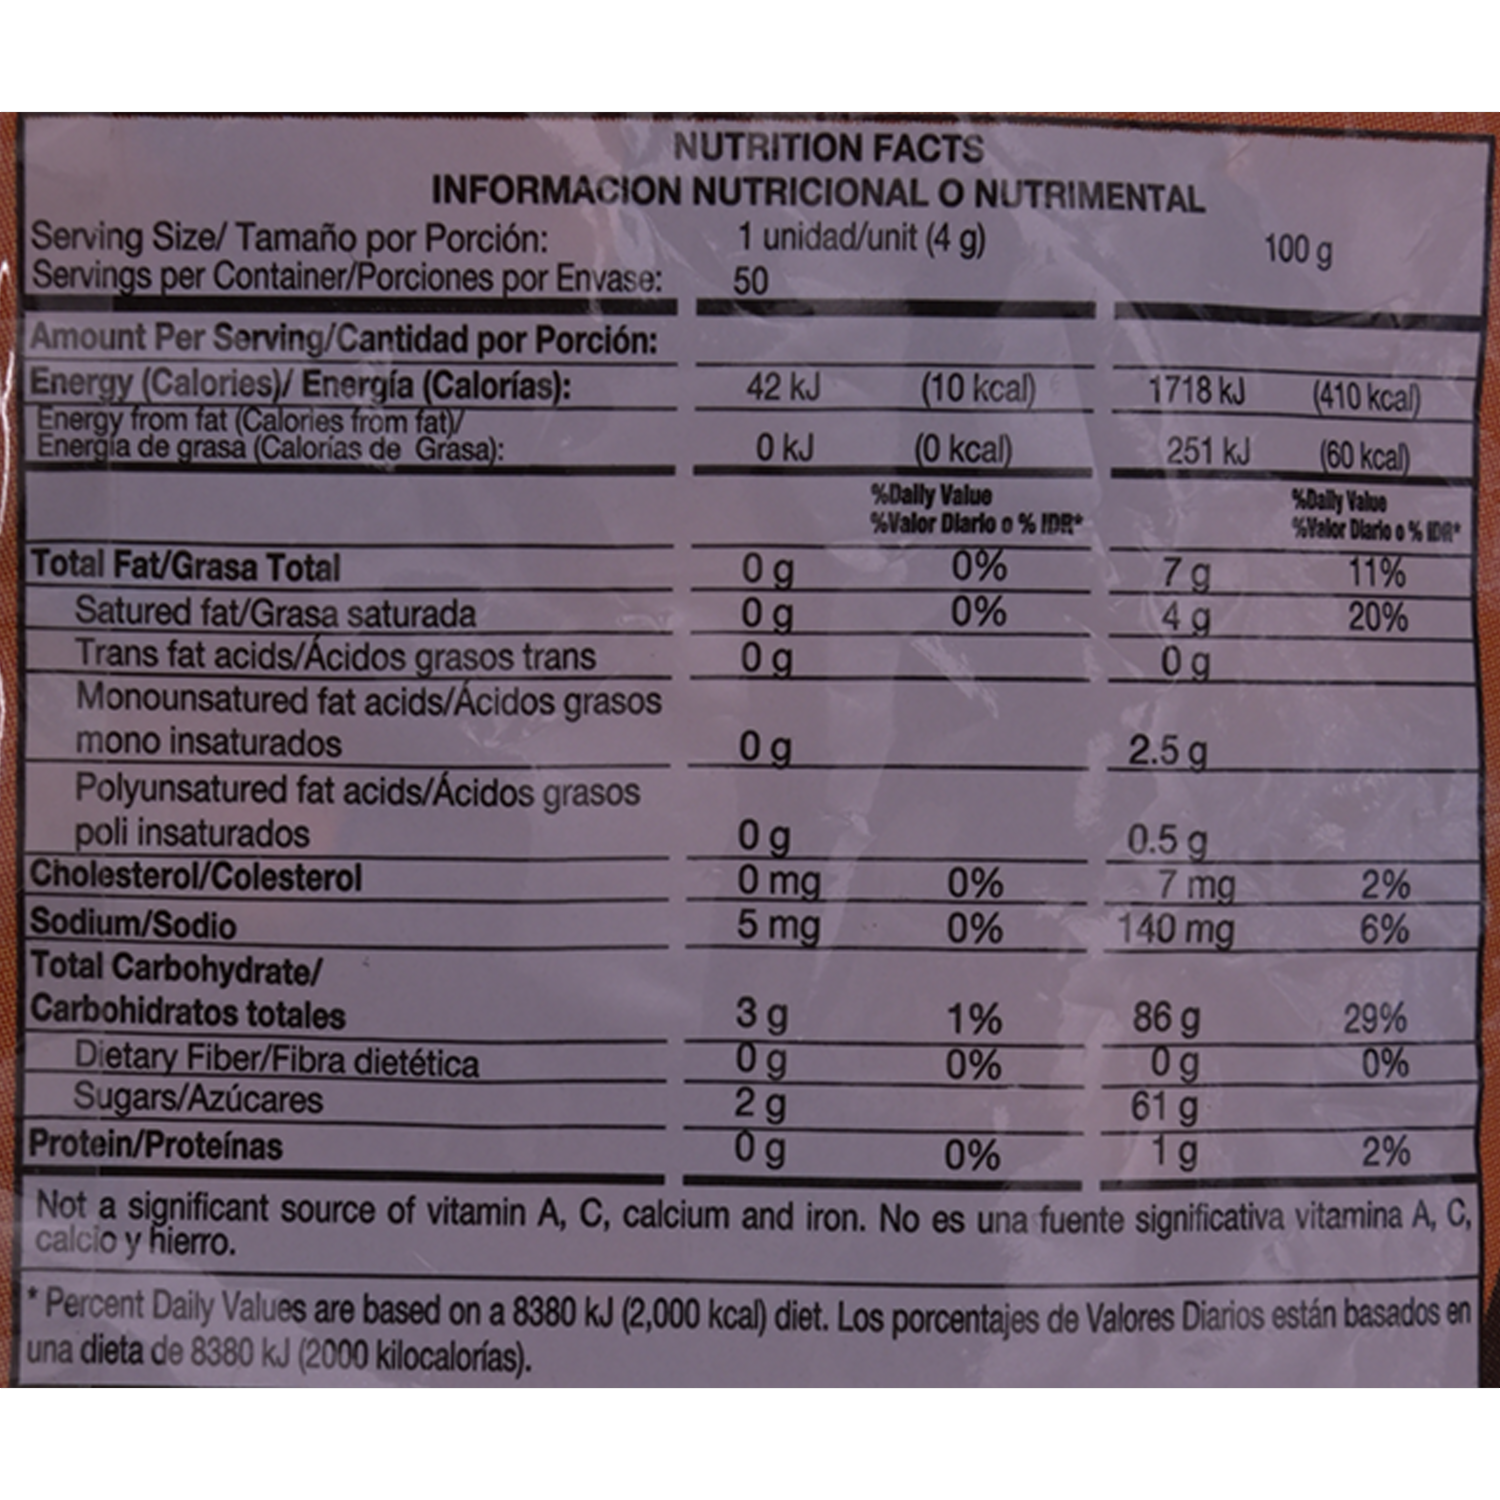 NUTRITION FACTS
INFORMACION NUTRICIONAL O NUTRIMENTAL
Serving Size/ Tamaño por Porción: 1 unidad/unit (4 g) 100 g
Servings per Container/Porciones por Envase: 50
Amount Per Serving/Cantidad por Porción:
Energy (Calories)/ Energía (Calorías): 42 kJ (10 kcal) 1718 kJ (410 kcal)
Energy from fat (Calories from fat)/
Energía de grasa (Calorías de Grasa): 0 kJ (0 kcal) 251 kJ (60 kcal)
%Daily Value %Daily Value
%Valor Diario o % IDR* %Valor Diario o % IDR*
Total Fat/Grasa Total 0 g 0% 7 g 11%
Satured fat/Grasa saturada 0 g 0% 4 g 20%
Trans fat acids/Ácidos grasos trans 0 g 0 g
Monounsatured fat acids/Ácidos grasos
mono insaturados 0 g 2.5 g
Polyunsatured fat acids/Ácidos grasos
poli insaturados 0 g 0.5 g
Cholesterol/Colesterol 0 mg 0% 7 mg 2%
Sodium/Sodio 5 mg 0% 140 mg 6%
Total Carbohydrate/
Carbohidratos totales 3 g 1% 86 g 29%
Dietary Fiber/Fibra dietética 0 g 0% 0 g 0%
Sugars/Azúcares 2 g 61 g
Protein/Proteínas 0 g 0% 1 g 2%
Not a significant source of vitamin A, C, calcium and iron. No es una fuente significativa vitamina A, C,
calcio y hierro.
* Percent Daily Values are based on a 8380 kJ (2,000 kcal) diet. Los porcentajes de Valores Diarios están basados en
una dieta de 8380 kJ (2000 kilocalorías).